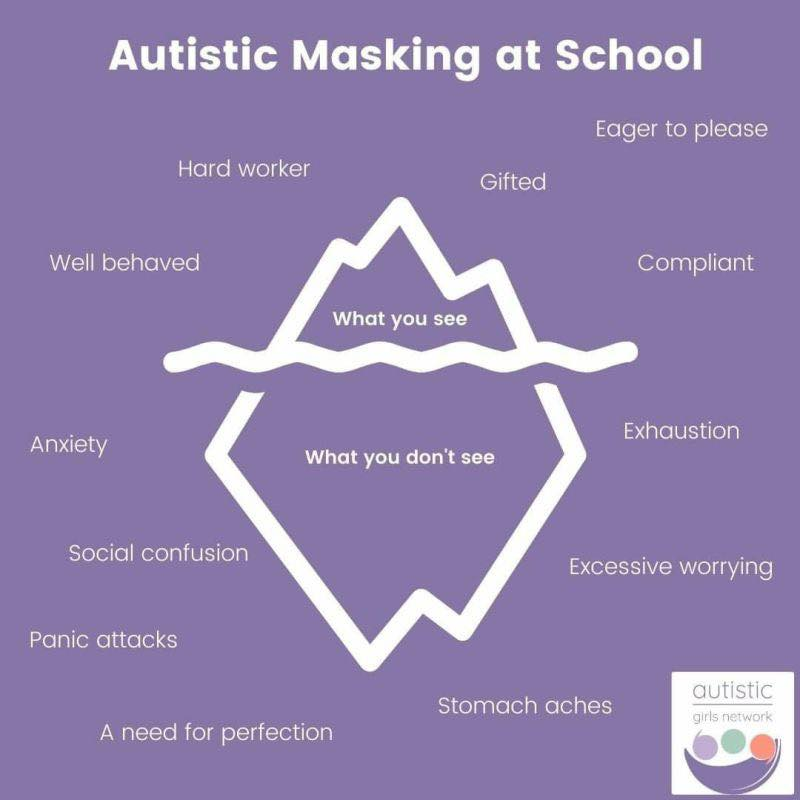 Autistic Masking at School
Eager to please
Hard worker
Gifted
Well behaved
Compliant
What you see
Anxiety
Exhaustion
What you don't see
Social confusion
Excessive worrying
Panic attacks
Stomach aches
A need for perfection
autistic
girls network